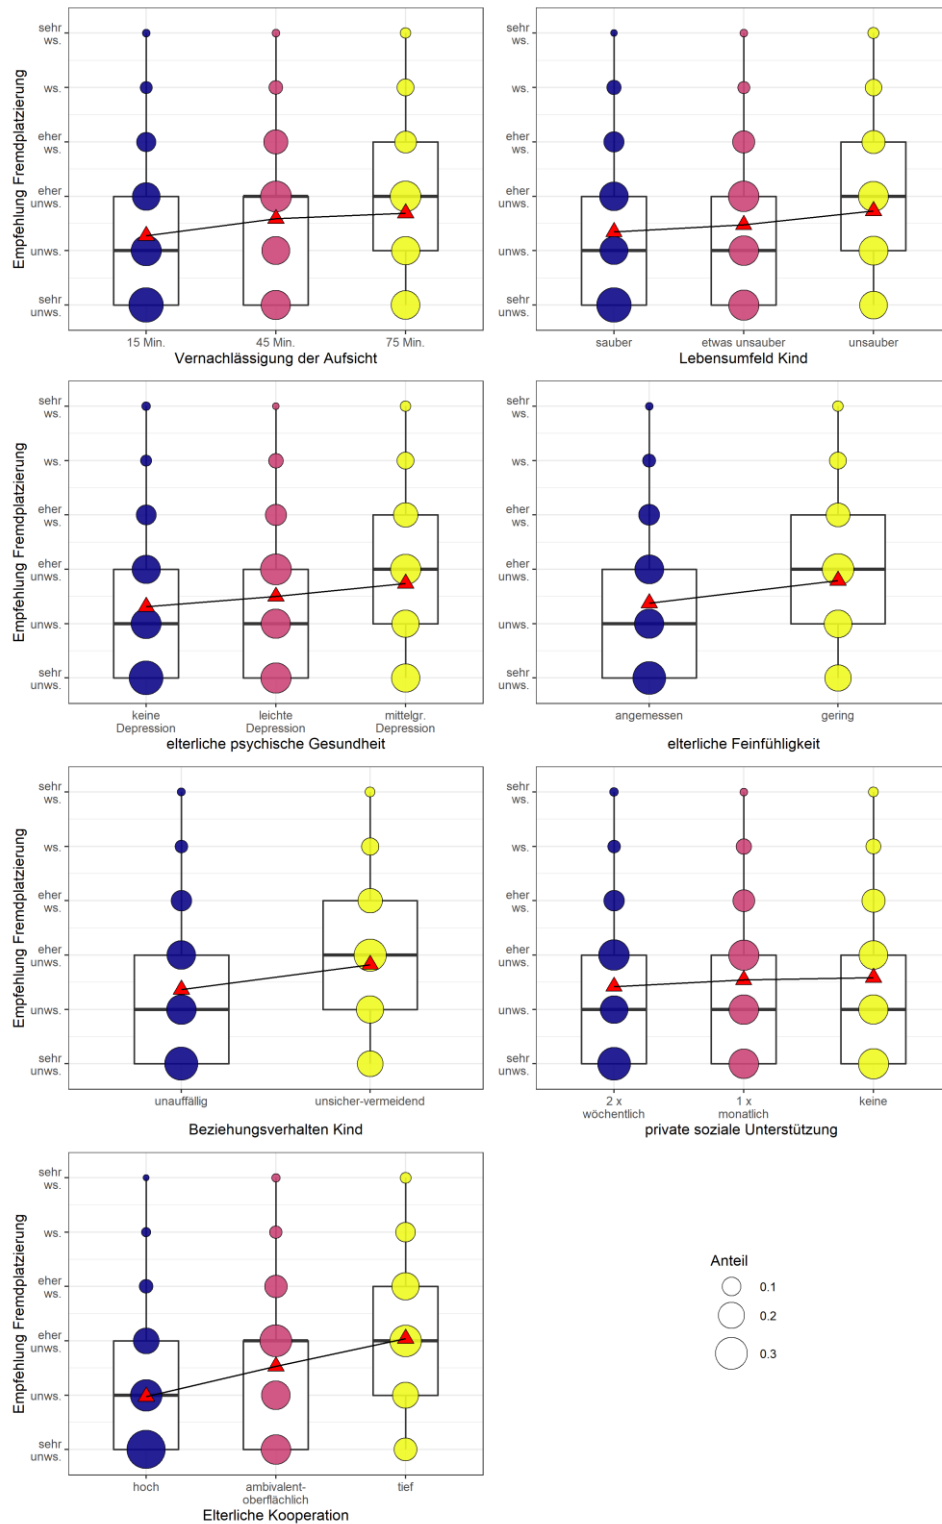 Empfehlung Fremdplatzierung
sehr
ws.
ws.
eher
ws.
eher
unws.
unws.
sehr
unws.
15 Min.
45 Min.
75 Min.
Vernachlässigung der Aufsicht
sehr
ws.
ws.
eher
ws.
eher
unws.
unws.
sehr
unws.
sauber
etwas unsauber
unsauber
Lebensumfeld Kind
Empfehlung Fremdplatzierung
sehr
ws.
ws.
eher
ws.
eher
unws.
unws.
sehr
unws.
keine
Depression
leichte
Depression
mittelgr.
Depression
elterliche psychische Gesundheit
sehr
ws.
ws.
eher
ws.
eher
unws.
unws.
sehr
unws.
angemessen
gering
elterliche Feinfühligkeit
Empfehlung Fremdplatzierung
sehr
ws.
ws.
eher
ws.
eher
unws.
unws.
sehr
unws.
unauffällig
unsicher-vermeidend
Beziehungsverhalten Kind
sehr
ws.
ws.
eher
ws.
eher
unws.
unws.
sehr
unws.
2 x
wöchentlich
1 x
monatlich
keine
private soziale Unterstützung
Empfehlung Fremdplatzierung
sehr
ws.
ws.
eher
ws.
eher
unws.
unws.
sehr
unws.
hoch
ambivalent-
oberflächlich
tief
Elterliche Kooperation
Anteil
0.1
0.2
0.3